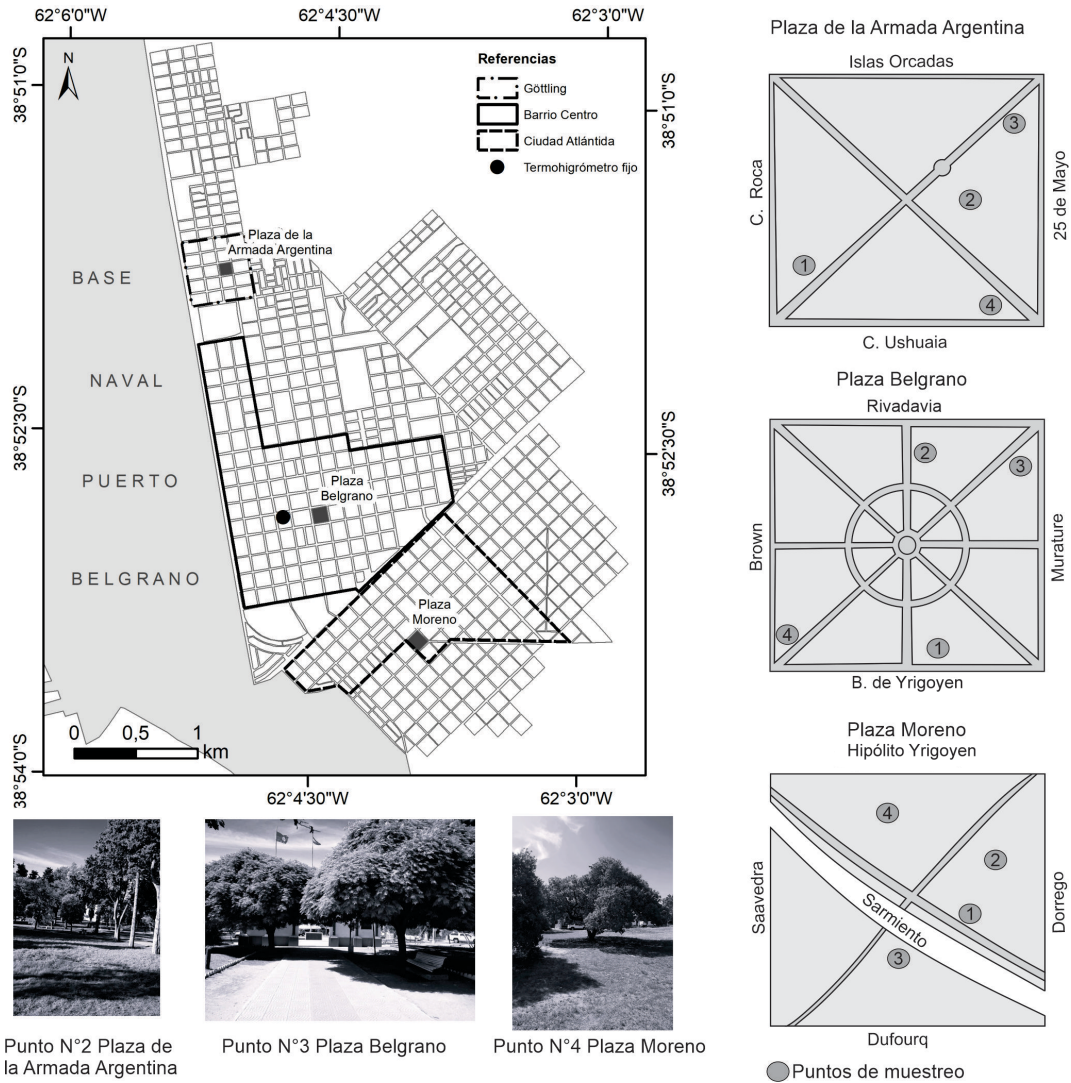 62°6'0"W
62°4'30"W
62°3'0"W
38°51'0"S
38°52'30"S
38°54'0"S
38°51'0"S
38°52'30"S
62°4'30"W
62°3'0"W
N
Referencias
Göttling
Barrio Centro
Ciudad Atlántida
Termohigrómetro fijo
Plaza de la
Armada Argentina
BASE
NAVAL
PUERTO
BELGRANO
Plaza
Belgrano
Plaza
Moreno
0 0,5 1
km
Plaza de la Armada Argentina
Islas Orcadas
C. Roca
25 de Mayo
1
2
3
4
C. Ushuaia
Plaza Belgrano
Rivadavia
Brown
Murature
2
3
4
1
B. de Yrigoyen
Plaza Moreno
Hipólito Yrigoyen
Saavedra
Dorrego
4
2
1
Sarmiento
3
Dufourq
Puntos de muestreo
Punto N°2 Plaza de
la Armada Argentina
Punto N°3 Plaza Belgrano
Punto N°4 Plaza Moreno